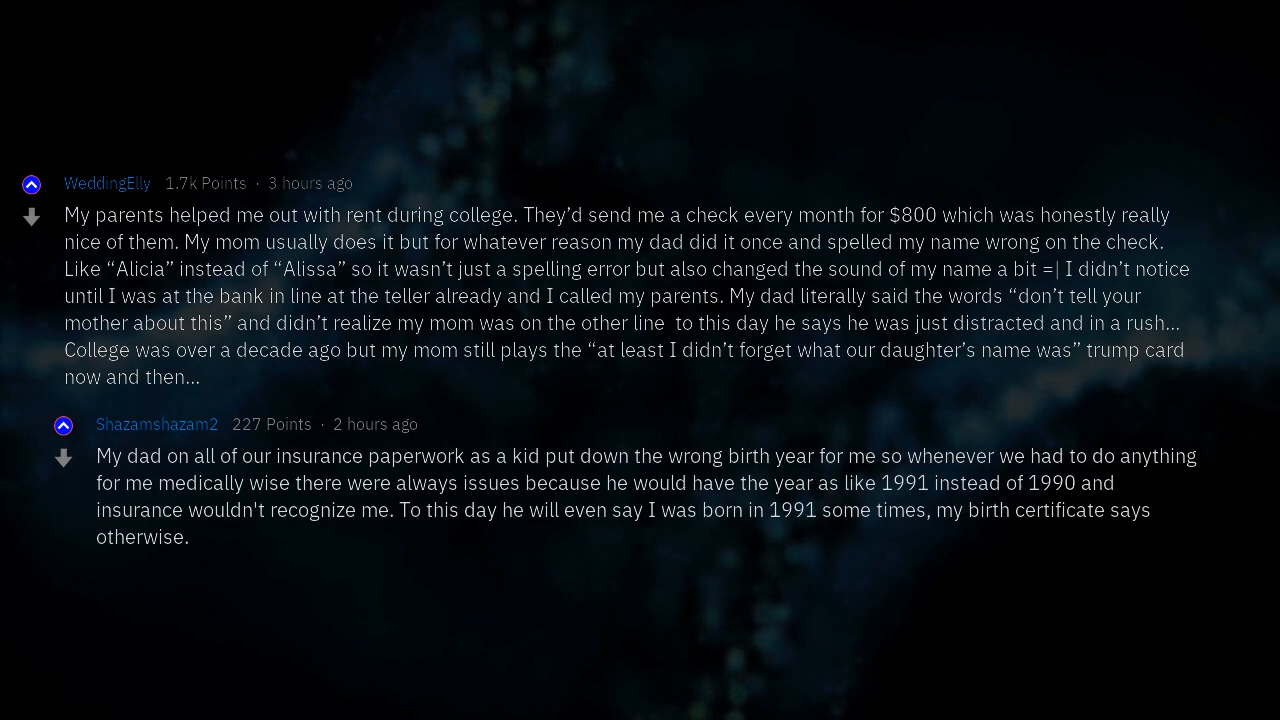 WeddingElly 1.7k Points · 3 hours ago
My parents helped me out with rent during college. They’d send me a check every month for $800 which was honestly really
nice of them. My mom usually does it but for whatever reason my dad did it once and spelled my name wrong on the check.
Like “Alicia” instead of “Alissa” so it wasn’t just a spelling error but also changed the sound of my name a bit =| I didn’t notice
until I was at the bank in line at the teller already and I called my parents. My dad literally said the words “don’t tell your
mother about this” and didn’t realize my mom was on the other line  to this day he says he was just distracted and in a rush...
College was over a decade ago but my mom still plays the “at least I didn’t forget what our daughter’s name was” trump card
now and then...
Shazamshazam2 227 Points · 2 hours ago
My dad on all of our insurance paperwork as a kid put down the wrong birth year for me so whenever we had to do anything
for me medically wise there were always issues because he would have the year as like 1991 instead of 1990 and
insurance wouldn't recognize me. To this day he will even say I was born in 1991 some times, my birth certificate says
otherwise.